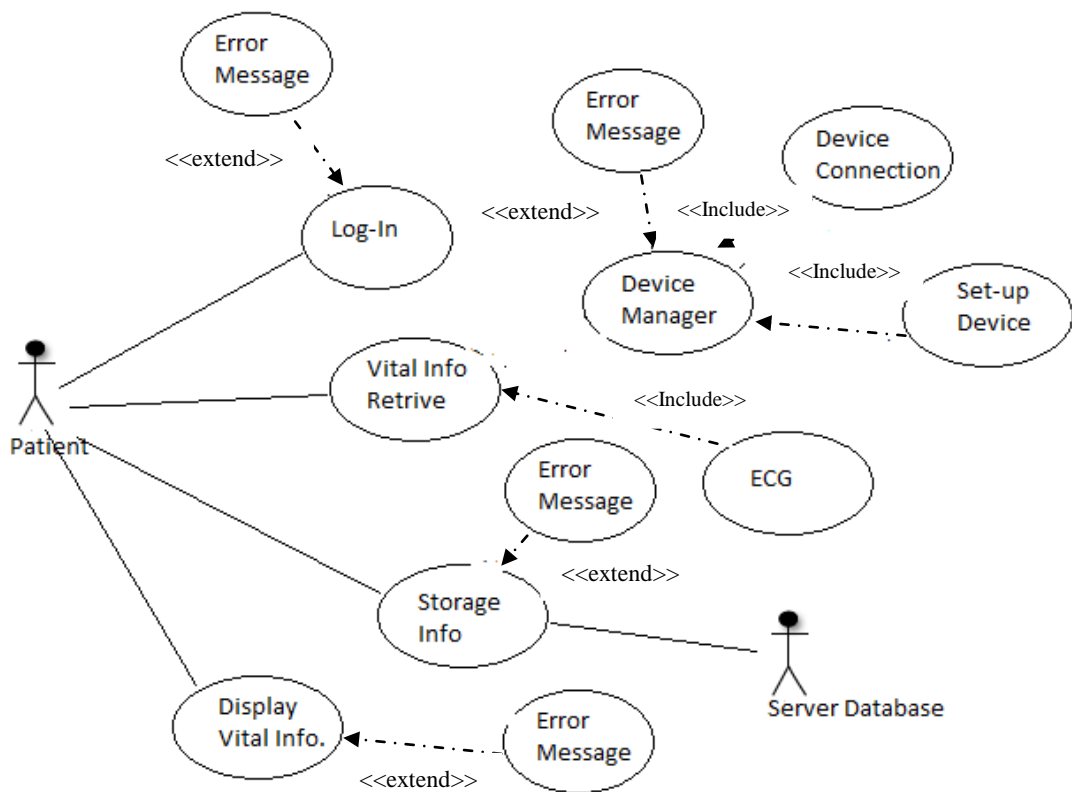 Error
Message
<<extend>>
Log-In
Error
Message
<<extend>>
Device
Connection
<<Include>>
Device
Manager
<<Include>>
Set-up
Device
Vital Info
Retrive
<<Include>>
ECG
Patient
Error
Message
<<extend>>
Storage
Info
Server Database
Display
Vital Info.
<<extend>>
Error
Message